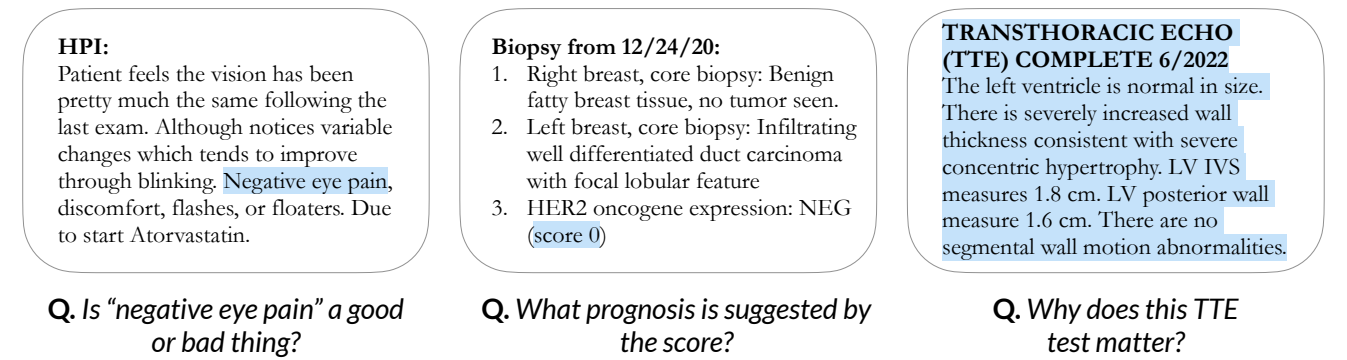 HPI:
Patient feels the vision has been
pretty much the same following the
last exam. Although notices variable
changes which tends to improve
through blinking. Negative eye pain,
discomfort, flashes, or floaters. Due
to start Atorvastatin.
Q. Is “negative eye pain” a good
or bad thing?
Biopsy from 12/24/20:
1. Right breast, core biopsy: Benign
fatty breast tissue, no tumor seen.
2. Left breast, core biopsy: Infiltrating
well differentiated duct carcinoma
with focal lobular feature
3. HER2 oncogene expression: NEG
(score 0)
Q. What prognosis is suggested by
the score?
TRANSTHORACIC ECHO
(TTE) COMPLETE 6/2022
The left ventricle is normal in size.
There is severely increased wall
thickness consistent with severe
concentric hypertrophy. LV IVS
measures 1.8 cm. LV posterior wall
measure 1.6 cm. There are no
segmental wall motion abnormalities.
Q. Why does this TTE
test matter?